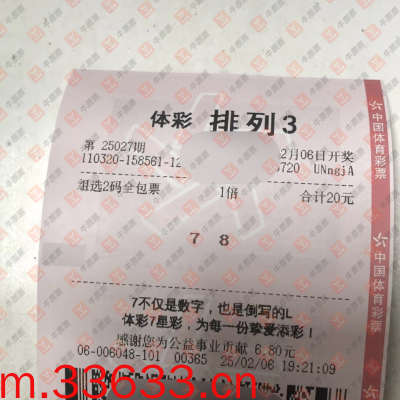 体彩 排列3
第 25027期 2月06日开奖
110320-158561-12 5720 UNngjA
组选2码全包票 1倍 合计20元
7 8
7不仅是数字，也是倒写的L
体彩7星彩，为每一份挚爱添彩！
感谢您为公益事业贡献 6.80元
06-006048-101 00365 25/02/06 19:21:09
中国体育彩票
中国体育彩票
m.33633.cn